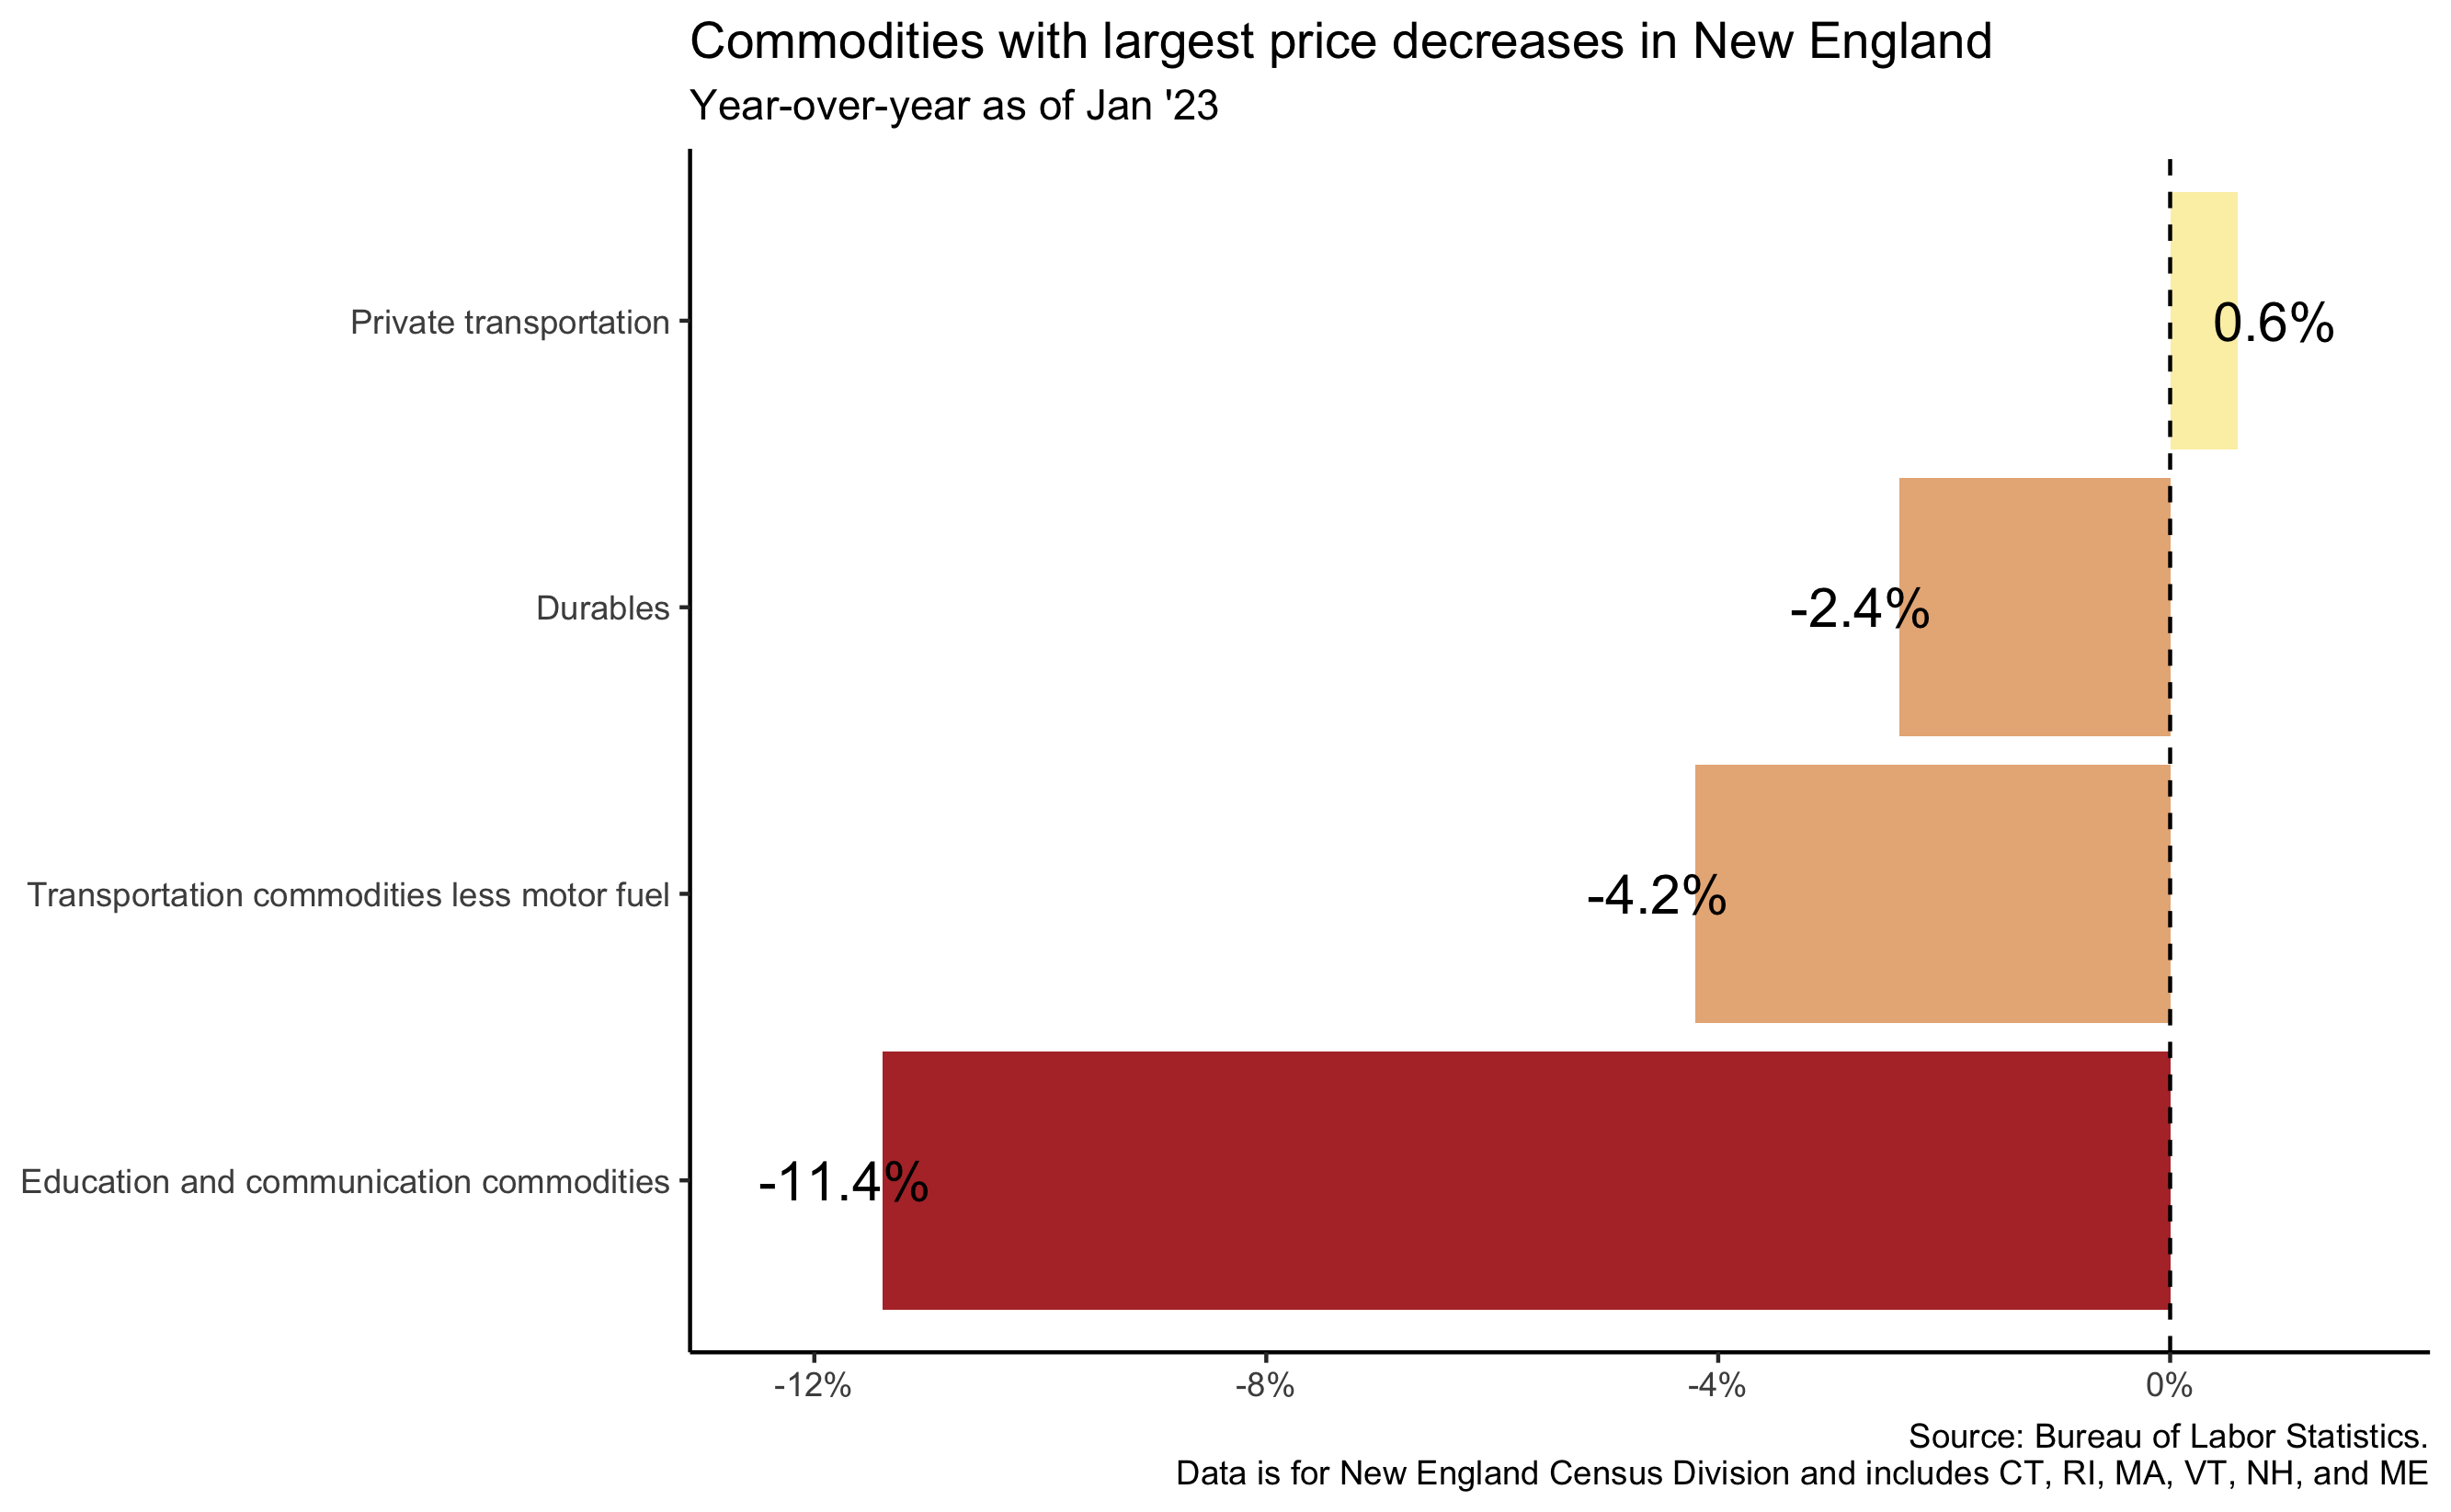 Commodities with largest price decreases in New England
Year-over-year as of Jan '23
Private transportation
0.6%
Durables
-2.4%
Transportation commodities less motor fuel
-4.2%
Education and communication commodities
-11.4%
-12%
-8%
-4%
0%
Source: Bureau of Labor Statistics.
Data is for New England Census Division and includes CT, RI, MA, VT, NH, and ME